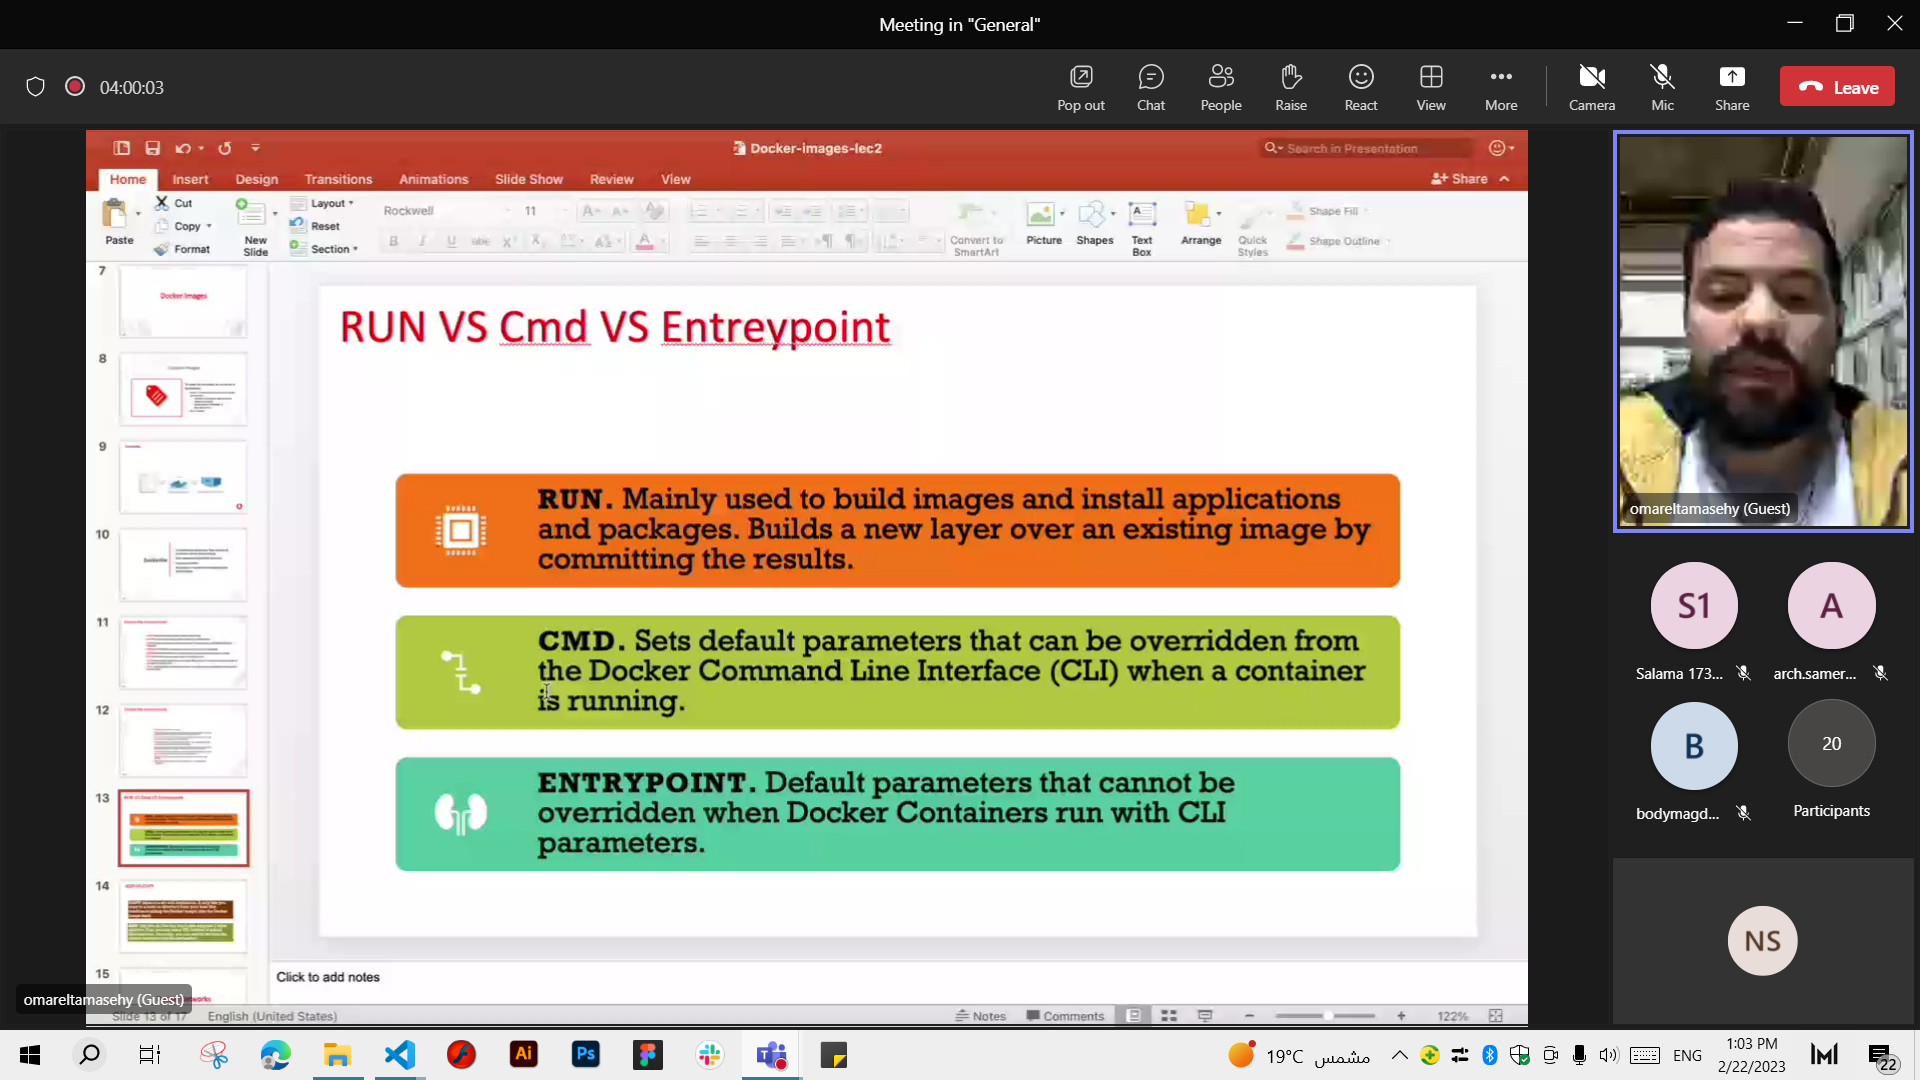 Meeting in "General"
04:00:03
Pop out
Chat
People
Raise
React
View
More
Camera
Mic
Share
Leave
Docker-images-lec2
Search in Presentation
Home
Insert
Design
Transitions
Animations
Slide Show
Review
View
Share
Paste
Cut
Copy
Format
New
Slide
Layout
Reset
Section
Rockwell
11
Convert to
SmartArt
Picture
Shapes
Text
Box
Arrange
Quick
Styles
Shape Fill
Shape Outline
7
Docker Images
8
9
10
11
12
13
14
15
RUN VS Cmd VS Entreypoint
RUN. Mainly used to build images and install applications
and packages. Builds a new layer over an existing image by
committing the results.
CMD. Sets default parameters that can be overridden from
the Docker Command Line Interface (CLI) when a container
is running.
ENTRYPOINT. Default parameters that cannot be
overridden when Docker Containers run with CLI
parameters.
Click to add notes
omareltamasehy (Guest)
Slide 13 of 17
English (United States)
Notes
Comments
122%
omareltamasehy (Guest)
S1
Salama 173...
A
arch.samer...
B
bodymagd...
20
Participants
NS
Ai
Ps
19°C مشمس
ENG
1:03 PM
2/22/2023
22